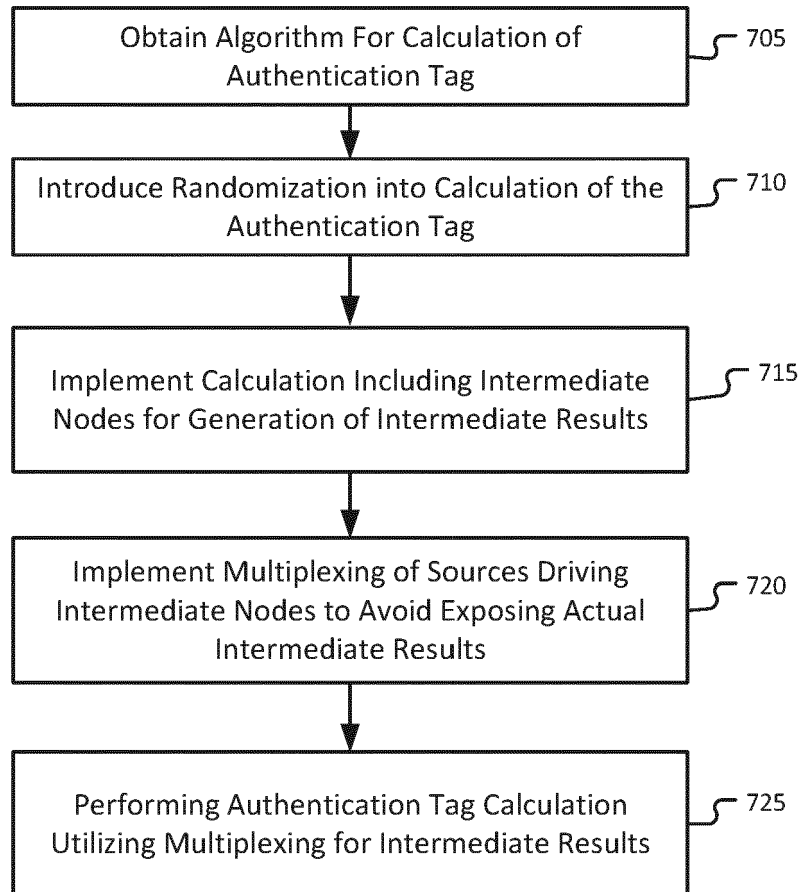 Obtain Algorithm For Calculation of
Authentication Tag
705
Introduce Randomization into Calculation of the
Authentication Tag
710
Implement Calculation Including Intermediate
Nodes for Generation of Intermediate Results
715
Implement Multiplexing of Sources Driving
Intermediate Nodes to Avoid Exposing Actual
Intermediate Results
720
Performing Authentication Tag Calculation
Utilizing Multiplexing for Intermediate Results
725